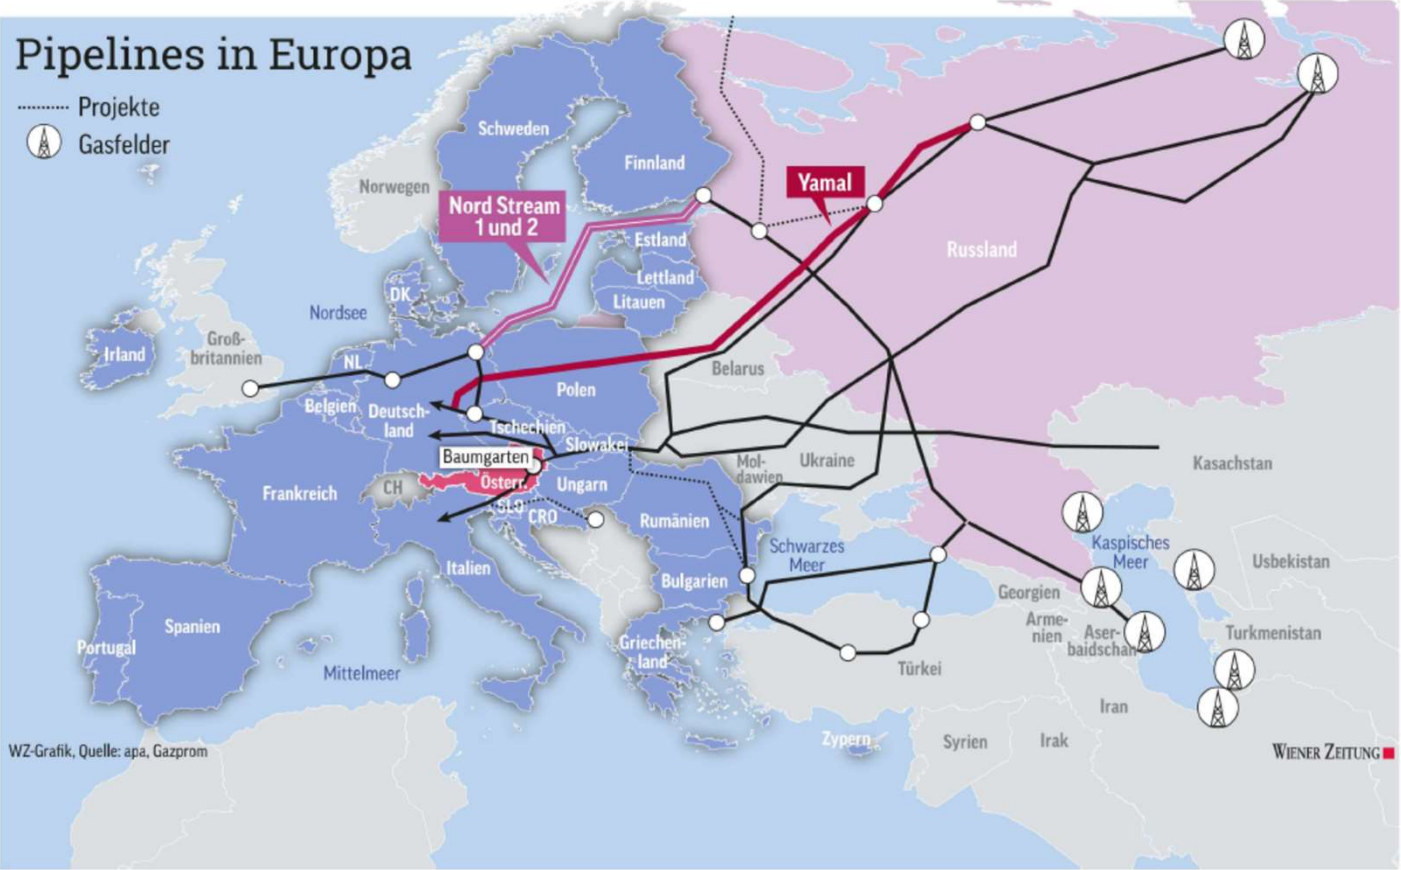 Pipelines in Europa
Projekte
Gasfelder
Schweden
Finnland
Norwegen
Yamal
Nord Stream
1 und 2
Estland
Russland
Lettland
DK
Litauen
Nordsee
Groß-
britannien
Irland
NL
Belarus
Polen
Belgien
Deutsch-
land
Tschechien
Slowakei
Baumgarten
Mol-
dawien
Ukraine
Kasachstan
CH
Österr.
Ungarn
Frankreich
SLO
CRO
Rumänien
Schwarzes
Meer
Kaspisches
Meer
Usbekistan
Italien
Bulgarien
Georgien
Arme-
nien
Aser-
baidschan
Turkmenistan
Spanien
Portugal
Griechen-
land
Mittelmeer
Türkei
Iran
Zypern
Syrien
Irak
WZ-Grafik, Quelle: apa, Gazprom
WIENER ZEITUNG